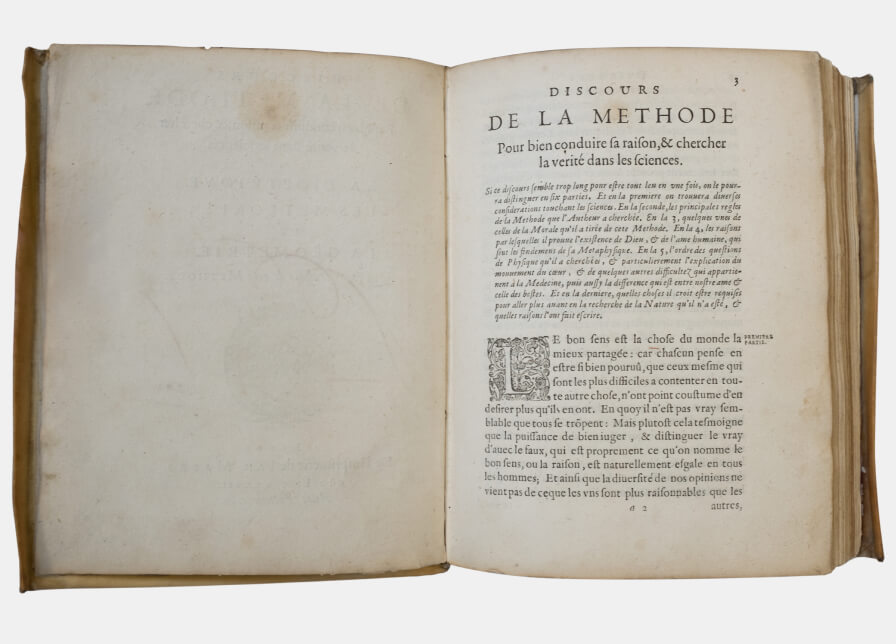 3
DISCOURS
DE LA METHODE
Pour bien conduire ſa raiſon, & chercher
la verité dans les ſciences.
Si ce diſcours ſemble trop long pour eſtre tout leu en vne fois, on le pour-
ra diſtinguer en ſix parties. Et en la premiere on trouuera diuerſes
conſiderations touchant les ſciences. En la ſeconde, les principales regles
de la Methode que l'Autheur a cherchée. En la 3, quelques vnes de
celles de la Morale qu'il a tirée de cete Methode. En la 4, les raiſons
par leſquelles il prouue l'exiſtence de Dieu, & de l'ame humaine, qui
ſont les fondemens de ſa Metaphyſique. En la 5, l'ordre des queſtions
de Phyſique qu'il a cherchées, & particulierement l'explication du
mouuement du cœur, & de quelques autres difficultez qui appartie-
nent a la Medecine, puis auſſy la difference qui eſt entre noſtre ame &
celle des beſtes. Et en la derniere, quelles choſes il croit eſtre requiſes
pour aller plus auant en la recherche de la Nature qu'il n'a eſté, &
quelles raiſons l'ont fait eſcrire.
LE bon ſens eſt la choſe du monde la
PREMIERE
PARTIE.
mieux partagée: car chaſcun penſe en
eſtre ſi bien pouruû, que ceux meſme qui
ſont les plus difficiles a contenter en tou-
te autre choſe, n'ont point couſtume d'en
deſirer plus qu'ils en ont. En quoy il n'eſt pas vray ſem-
blable que tous ſe trõpent: Mais plutoſt cela teſmoigne
que la puiſſance de bien iuger, & diſtinguer le vray
d'auec le faux, qui eſt proprement ce qu'on nomme le
bon ſens, ou la raiſon, eſt naturellement eſgale en tous
les hommes; Et ainſi que la diuerſité de nos opinions ne
vient pas de ce que les vns ſont plus raiſonnables que les
a 2
autres,